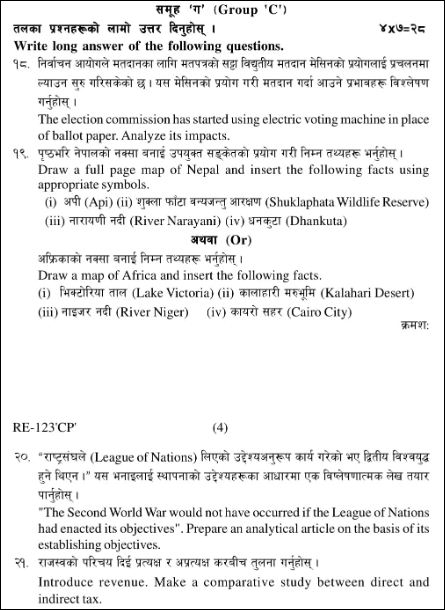 समूह 'ग' (Group 'C')
तलका प्रश्नहरूको लामो उत्तर दिनुहोस् । ४x७=२८
Write long answer of the following questions.
१८. निर्वाचन आयोगले मतदानका लागि मतपत्रको सट्टा विद्युतीय मतदान मेसिनको प्रयोगलाई प्रचलनमा
ल्याउन सुरु गरिसकेको छ । यस मेसिनको प्रयोग गरी मतदान गर्दा आउने प्रभावहरू विश्लेषण
गर्नुहोस् ।
The election commission has started using electric voting machine in place
of ballot paper. Analyze its impacts.
१९. पृष्ठभरि नेपालको नक्सा बनाई उपयुक्त सङ्केतको प्रयोग गरी निम्न तथ्यहरू भर्नुहोस् ।
Draw a full page map of Nepal and insert the following facts using
appropriate symbols.
(i) अपी (Api) (ii) शुक्ला फाँटा वन्यजन्तु आरक्षण (Shuklaphata Wildlife Reserve)
(iii) नारायणी नदी (River Narayani) (iv) धनकुटा (Dhankuta)
अथवा (Or)
अफ्रिकाको नक्सा बनाई निम्न तथ्यहरू भर्नुहोस् ।
Draw a map of Africa and insert the following facts.
(i) भिक्टोरिया ताल (Lake Victoria) (ii) कालाहारी मरुभूमि (Kalahari Desert)
(iii) नाइजर नदी (River Niger) (iv) कायरो सहर (Cairo City)
क्रमशः
RE-123'CP' (4)
२०. "राष्ट्रसंघले (League of Nations) लिएको उद्देश्यअनुरूप कार्य गरेको भए द्वितीय विश्वयुद्ध
हुने थिएन ।" यस भनाइलाई स्थापनाको उद्देश्यहरूका आधारमा एक विष्लेषणात्मक लेख तयार
पार्नुहोस् ।
"The Second World War would not have occurred if the League of Nations
had enacted its objectives". Prepare an analytical article on the basis of its
establishing objectives.
२१. राजस्वको परिचय दिई प्रत्यक्ष र अप्रत्यक्ष करबीच तुलना गर्नुहोस् ।
Introduce revenue. Make a comparative study between direct and
indirect tax.